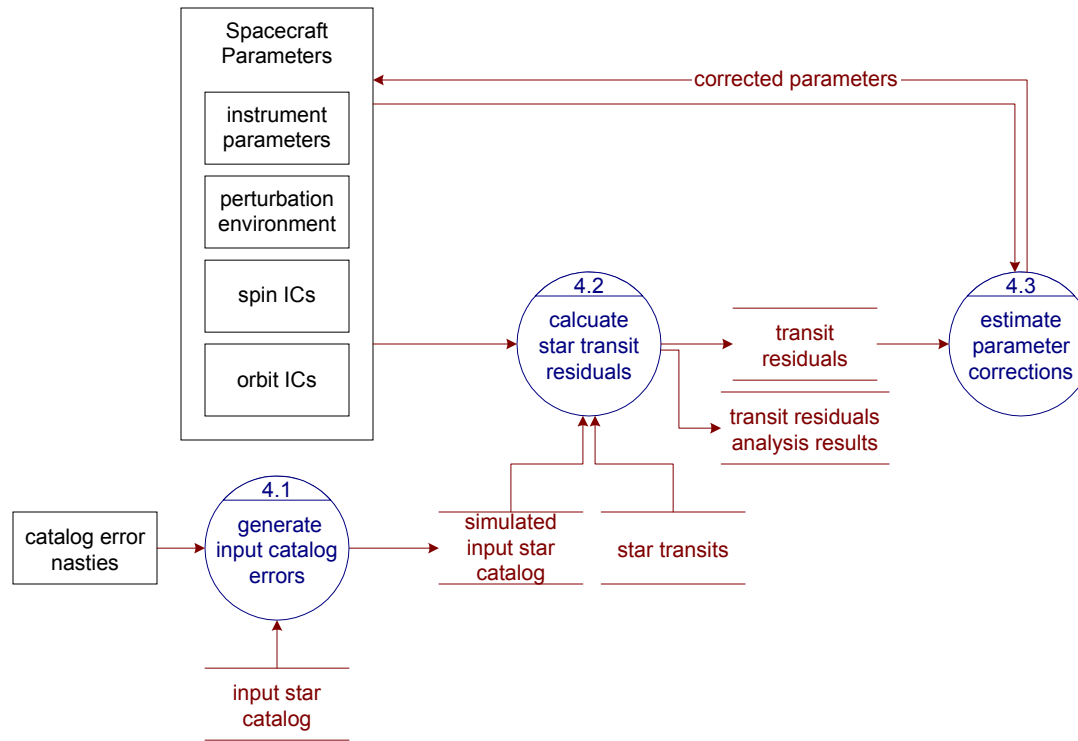 Spacecraft
Parameters
instrument
parameters
perturbation
environment
spin ICs
orbit ICs
corrected parameters
4.2
calcuate
star transit
residuals
transit
residuals
transit residuals
analysis results
4.3
estimate
parameter
corrections
catalog error
nasties
4.1
generate
input catalog
errors
simulated
input star
catalog
star transits
input star
catalog